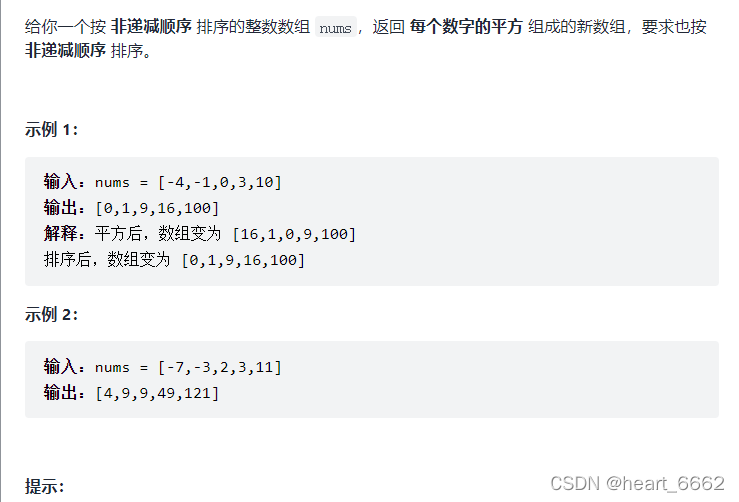 给你一个按 非递减顺序 排序的整数数组 nums，返回 每个数字的平方 组成的新数组，要求也按
非递减顺序 排序。
示例 1：
输入：nums = [-4,-1,0,3,10]
输出：[0,1,9,16,100]
解释：平方后，数组变为 [16,1,0,9,100]
排序后，数组变为 [0,1,9,16,100]
示例 2：
输入：nums = [-7,-3,2,3,11]
输出：[4,9,9,49,121]
提示：
CSDN @heart_6662